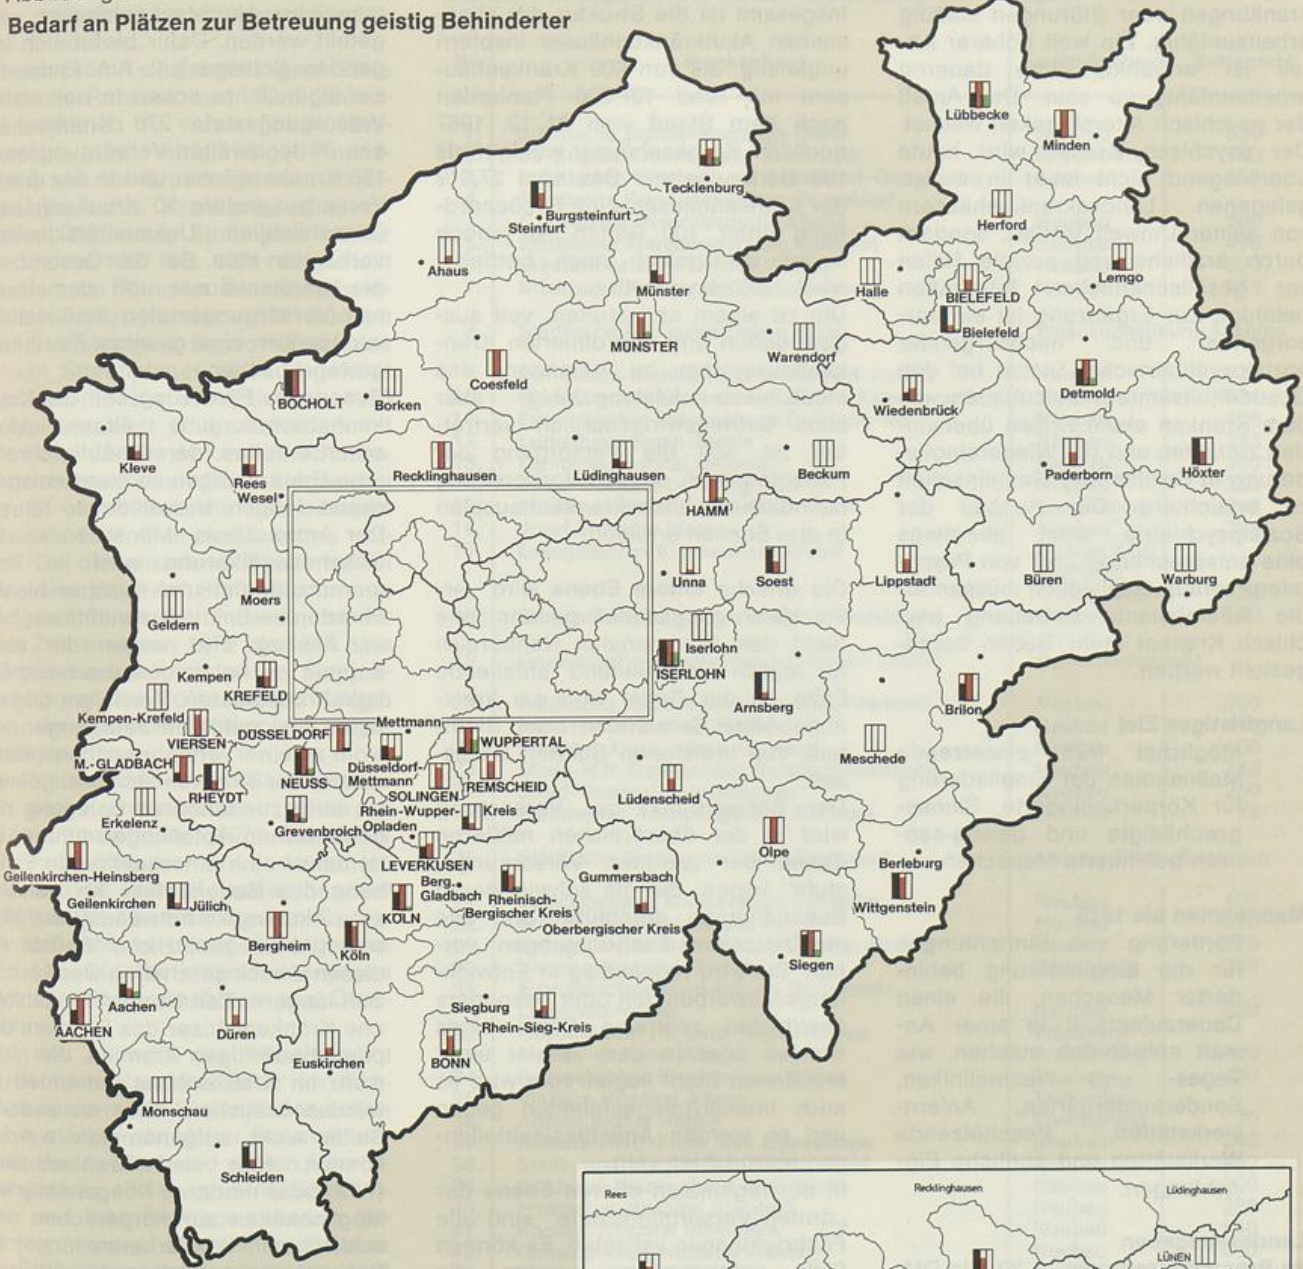 Bedarf an Plätzen zur Betreuung geistig Behinderter
Lübbecke
Minden
Tecklenburg
Burgsteinfurt
Steinfurt
Herford
Ahaus
Münster
Halle
BIELEFELD
Lemgo
MÜNSTER
Bielefeld
Warendorf
Coesfeld
BOCHOLT
Borken
Wiedenbrück
Detmold
Kleve
Rees
Wesel
Recklinghausen
Lüdinghausen
Beckum
Paderborn
Höxter
HAMM
Unna
Soest
Lippstadt
Büren
Warburg
Moers
Geldern
Iserlohn
ISERLOHN
Kempen
KREFELD
Arnsberg
Brilon
Kempen-Krefeld
Mettmann
VIERSEN
DÜSSELDORF
WUPPERTAL
Meschede
M.-GLADBACH
NEUSS
Düsseldorf-
Mettmann
REMSCHEID
RHEYDT
SOLINGEN
Lüdenscheid
Erkelenz
Rhein-Wupper-
Kreis
Grevenbroich
Opladen
Olpe
LEVERKUSEN
Berleburg
Geilenkirchen-Heinsberg
Berg.
Gladbach
Gummersbach
Geilenkirchen
Jülich
KÖLN
Rheinisch-
Bergischer Kreis
Wittgenstein
Oberbergischer Kreis
Bergheim
Köln
Siegen
Aachen
AACHEN
Düren
Siegburg
Rhein-Sieg-Kreis
Euskirchen
BONN
Monschau
Schleiden
Rees
Recklinghausen
Lüdinghausen
LÜNEN